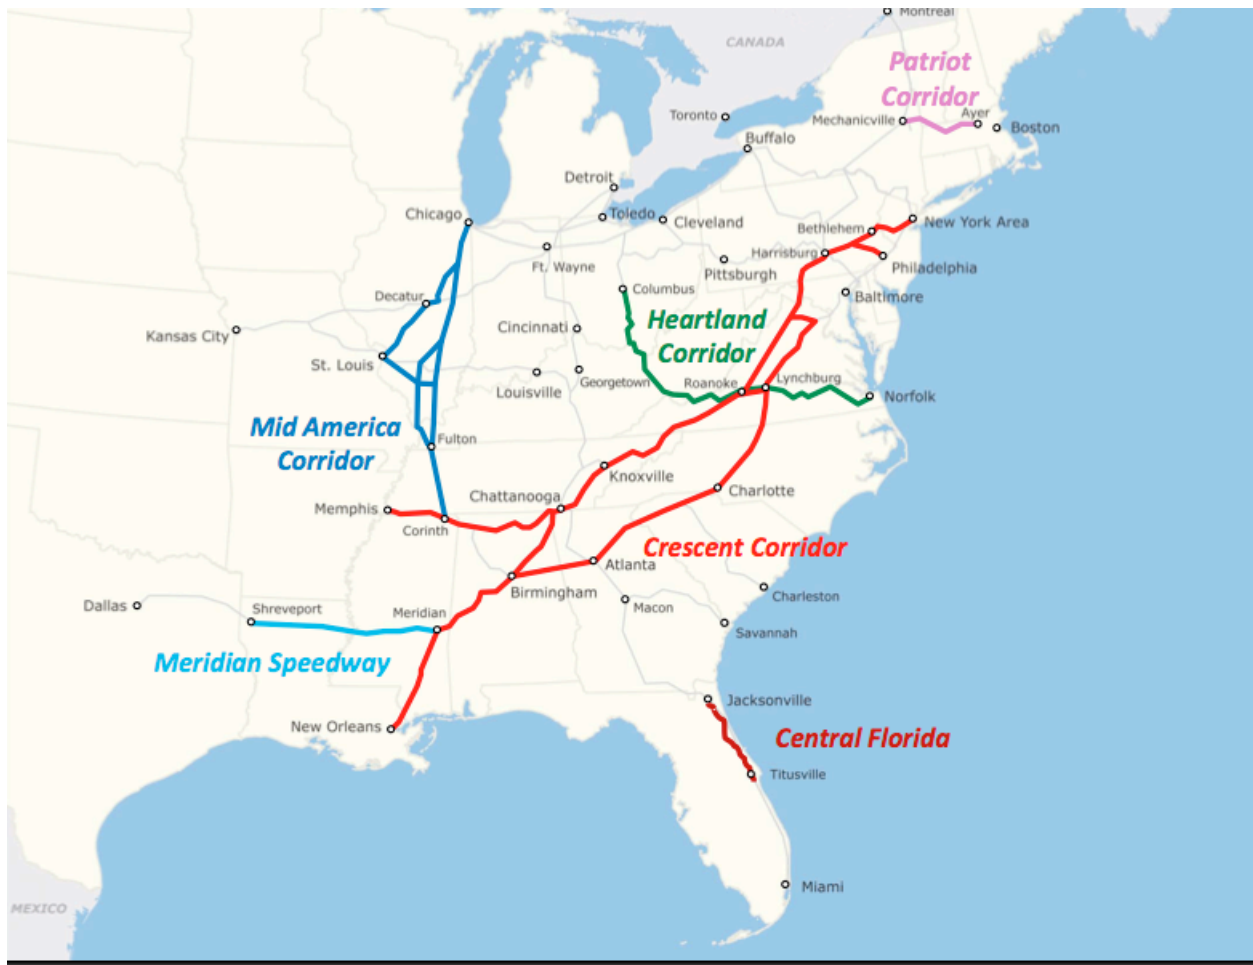 Montreal
CANADA
Patriot
Corridor
Toronto
Mechanicville
Ayer
Boston
Buffalo
Detroit
Chicago
Toledo
Cleveland
New York Area
Bethlehem
Harrisburg
Ft. Wayne
Pittsburgh
Philadelphia
Decatur
Columbus
Baltimore
Kansas City
Cincinnati
Heartland
Corridor
St. Louis
Louisville
Georgetown
Roanoke
Lynchburg
Norfolk
Mid America
Corridor
Fulton
Knoxville
Chattanooga
Charlotte
Memphis
Corinth
Crescent Corridor
Atlanta
Birmingham
Dallas
Shreveport
Meridian
Macon
Charleston
Savannah
Meridian Speedway
New Orleans
Jacksonville
Central Florida
Titusville
Miami
MEXICO